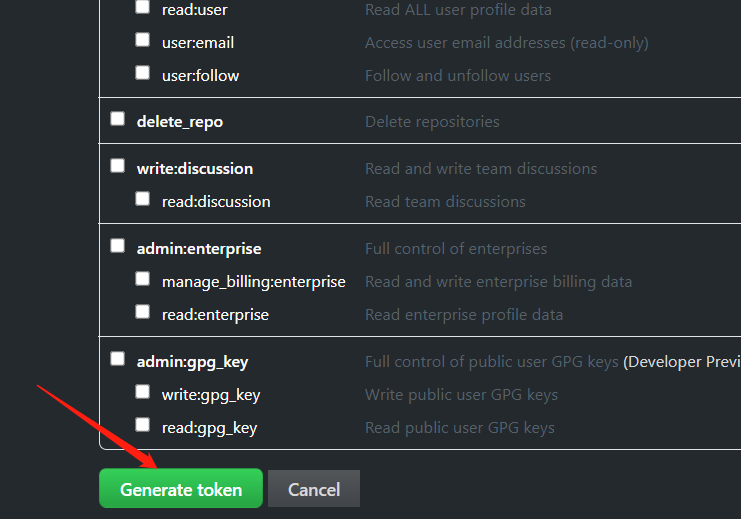 read:user Read ALL user profile data
user:email Access user email addresses (read-only)
user:follow Follow and unfollow users
delete_repo Delete repositories
write:discussion Read and write team discussions
read:discussion Read team discussions
admin:enterprise Full control of enterprises
manage_billing:enterprise Read and write enterprise billing data
read:enterprise Read enterprise profile data
admin:gpg_key Full control of public user GPG keys (Developer Previ
write:gpg_key Write public user GPG keys
read:gpg_key Read public user GPG keys
Generate token Cancel